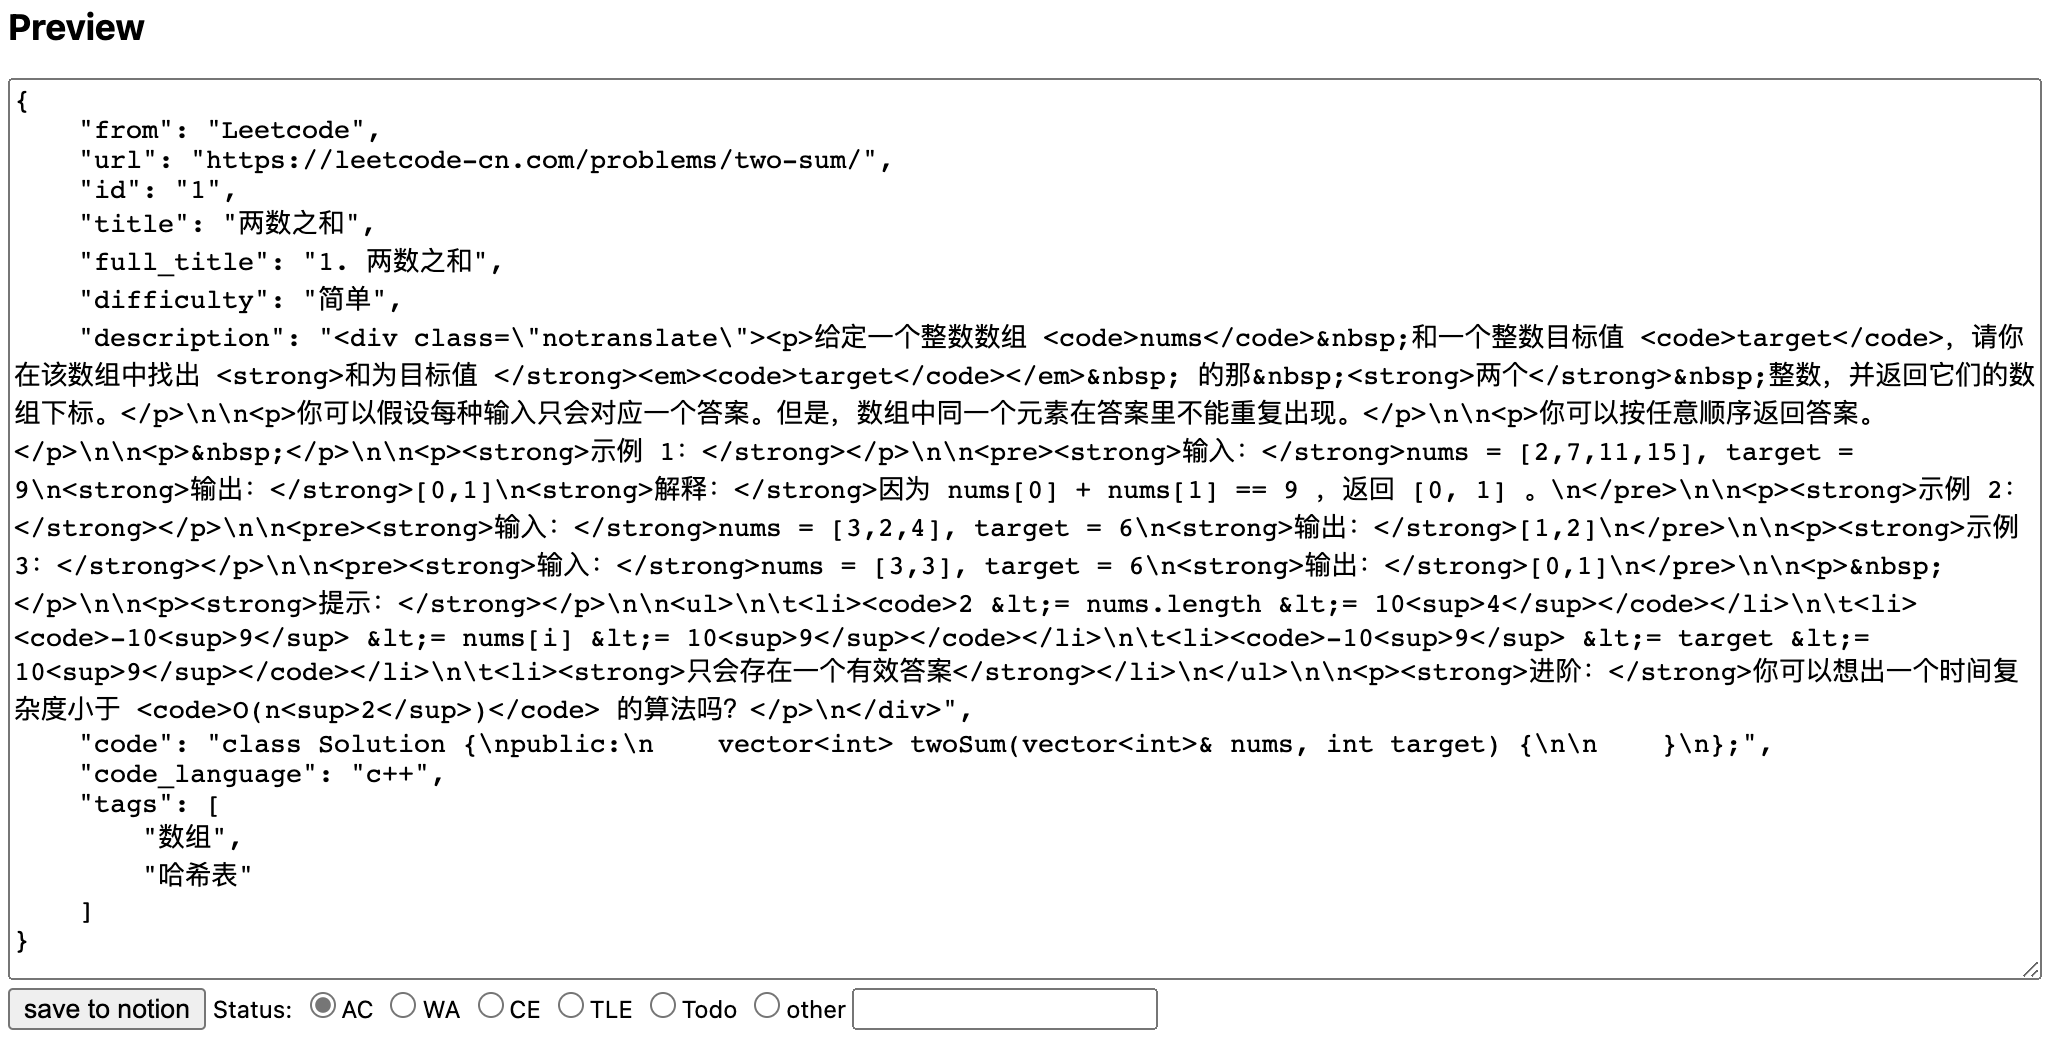 Preview
{
    "from": "Leetcode",
    "url": "https://leetcode-cn.com/problems/two-sum/",
    "id": "1",
    "title": "两数之和",
    "full_title": "1. 两数之和",
    "difficulty": "简单",
    "description": "<div class=\"notranslate\"><p>给定一个整数数组 <code>nums</code>&nbsp;和一个整数目标值 <code>target</code>，请你
在该数组中找出 <strong>和为目标值 </strong><em><code>target</code></em>&nbsp; 的那&nbsp;<strong>两个</strong>&nbsp;整数，并返回它们的数
组下标。</p>\n\n<p>你可以假设每种输入只会对应一个答案。但是，数组中同一个元素在答案里不能重复出现。</p>\n\n<p>你可以按任意顺序返回答案。
</p>\n\n<p>&nbsp;</p>\n\n<p><strong>示例 1：</strong></p>\n\n<pre><strong>输入：</strong>nums = [2,7,11,15], target =
9\n<strong>输出：</strong>[0,1]\n<strong>解释：</strong>因为 nums[0] + nums[1] == 9 ，返回 [0, 1] 。\n</pre>\n\n<p><strong>示例 2：
</strong></p>\n\n<pre><strong>输入：</strong>nums = [3,2,4], target = 6\n<strong>输出：</strong>[1,2]\n</pre>\n\n<p><strong>示例
3：</strong></p>\n\n<pre><strong>输入：</strong>nums = [3,3], target = 6\n<strong>输出：</strong>[0,1]\n</pre>\n\n<p>&nbsp;
</p>\n\n<p><strong>提示：</strong></p>\n\n<ul>\n\t<li><code>2 &lt;= nums.length &lt;= 10<sup>4</sup></code></li>\n\t<li>
<code>-10<sup>9</sup> &lt;= nums[i] &lt;= 10<sup>9</sup></code></li>\n\t<li><code>-10<sup>9</sup> &lt;= target &lt;=
10<sup>9</sup></code></li>\n\t<li><strong>只会存在一个有效答案</strong></li>\n</ul>\n\n<p><strong>进阶：</strong>你可以想出一个时间复
杂度小于 <code>O(n<sup>2</sup>)</code> 的算法吗？</p>\n</div>",
    "code": "class Solution {\npublic:\n    vector<int> twoSum(vector<int>& nums, int target) {\n\n    }\n};",
    "code_language": "c++",
    "tags": [
        "数组",
        "哈希表"
    ]
}
save to notion Status: AC WA CE TLE Todo other